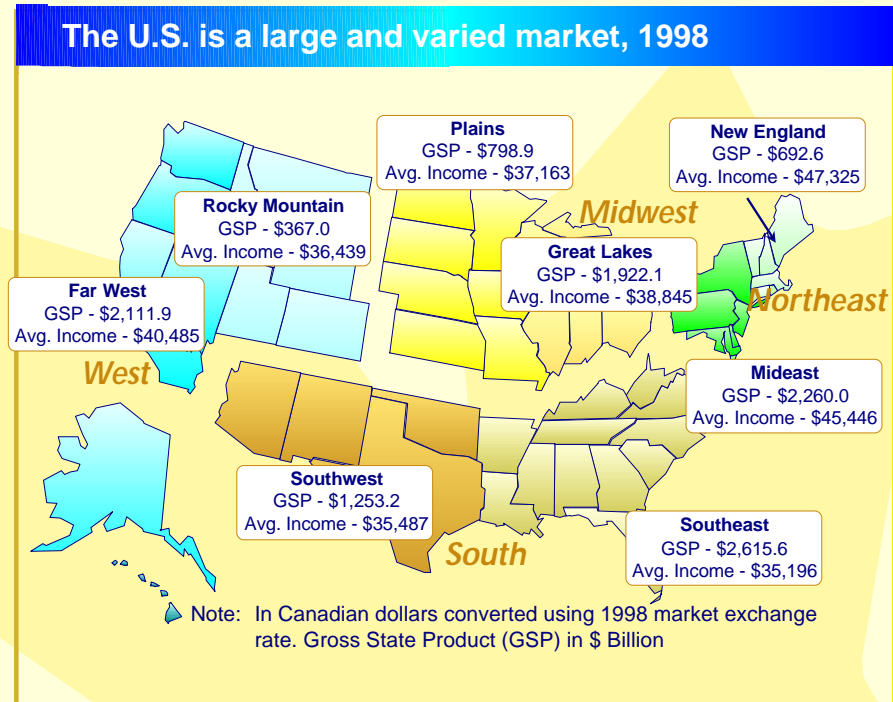 The U.S. is a large and varied market, 1998
Plains
GSP - $798.9
Avg. Income - $37,163
New England
GSP - $692.6
Avg. Income - $47,325
Rocky Mountain
GSP - $367.0
Avg. Income - $36,439
Midwest
Great Lakes
GSP - $1,922.1
Avg. Income - $38,845
Far West
GSP - $2,111.9
Avg. Income - $40,485
Northeast
West
Mideast
GSP - $2,260.0
Avg. Income - $45,446
Southwest
GSP - $1,253.2
Avg. Income - $35,487
South
Southeast
GSP - $2,615.6
Avg. Income - $35,196
Note: In Canadian dollars converted using 1998 market exchange
rate. Gross State Product (GSP) in $ Billion